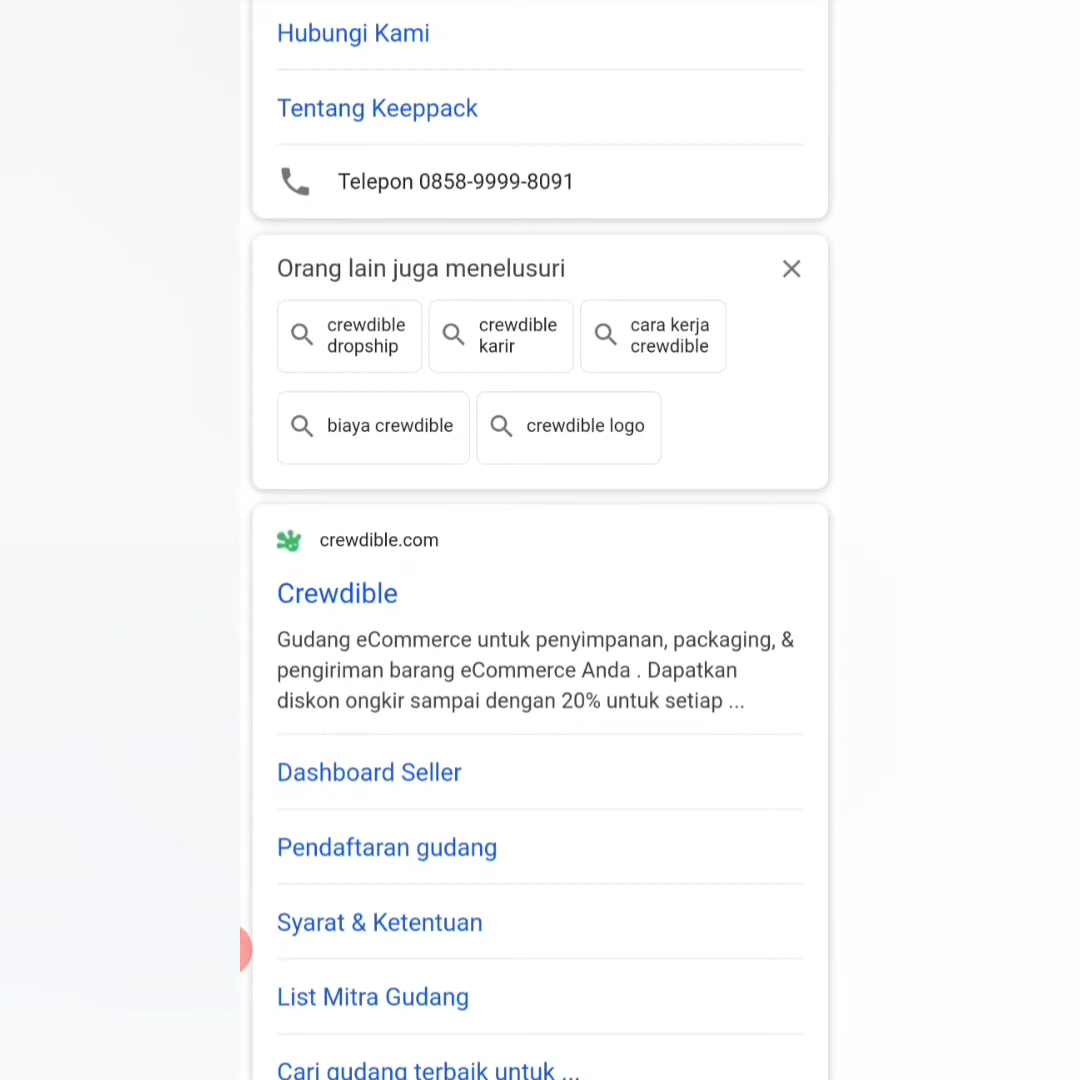 Hubungi Kami
Tentang Keeppack
Telepon 0858-9999-8091
Orang lain juga menelusuri
crewdible dropship
crewdible karir
cara kerja crewdible
biaya crewdible
crewdible logo
crewdible.com
Crewdible
Gudang eCommerce untuk penyimpanan, packaging, &
pengiriman barang eCommerce Anda . Dapatkan
diskon ongkir sampai dengan 20% untuk setiap ...
Dashboard Seller
Pendaftaran gudang
Syarat & Ketentuan
List Mitra Gudang
Cari gudang terbaik untuk ...